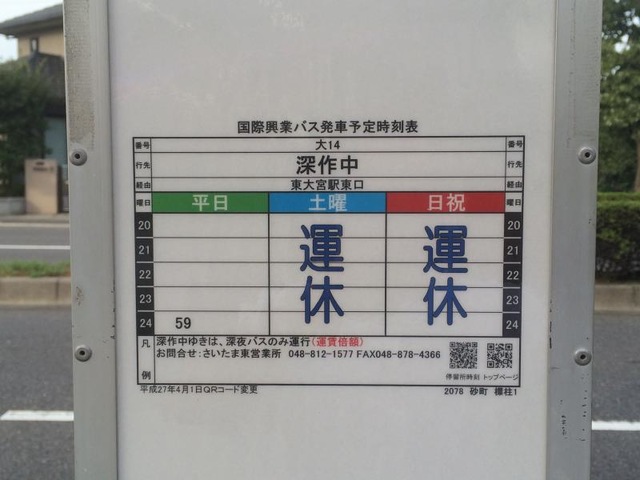 国際興業バス発車予定時刻表
番号 大14 番号
行先 深作中 行先
経由 東大宮駅東口 経由
曜日 平日 土曜 日祝 曜日
20 20
21 運休 運休 21
22 22
23 23
24 59 24
凡例
深作中ゆきは、深夜バスのみ運行(運賃倍額)
お問合せ:さいたま東営業所 048-812-1577 FAX048-878-4366
停留所時刻 トップページ
平成27年4月1日QRコード変更 2078 砂町 標柱1